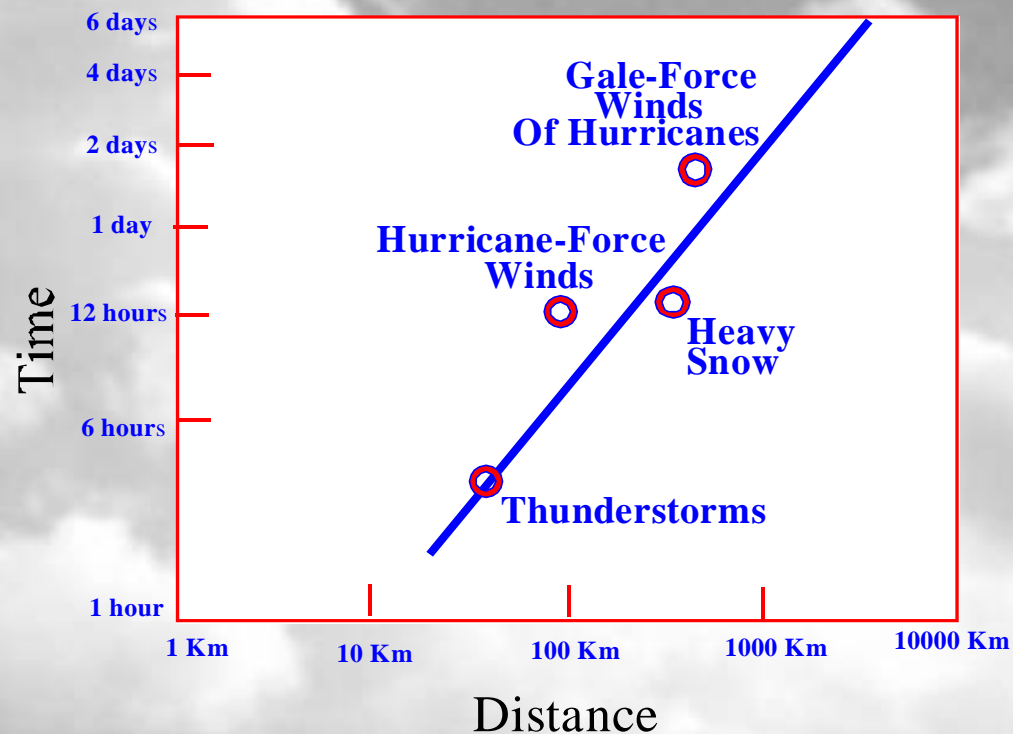 6 days
4 days
2 days
1 day
12 hours
6 hours
1 hour
Time
Gale-Force
Winds
Of Hurricanes
Hurricane-Force
Winds
Heavy
Snow
Thunderstorms
1 Km
10 Km
100 Km
1000 Km
10000 Km
Distance